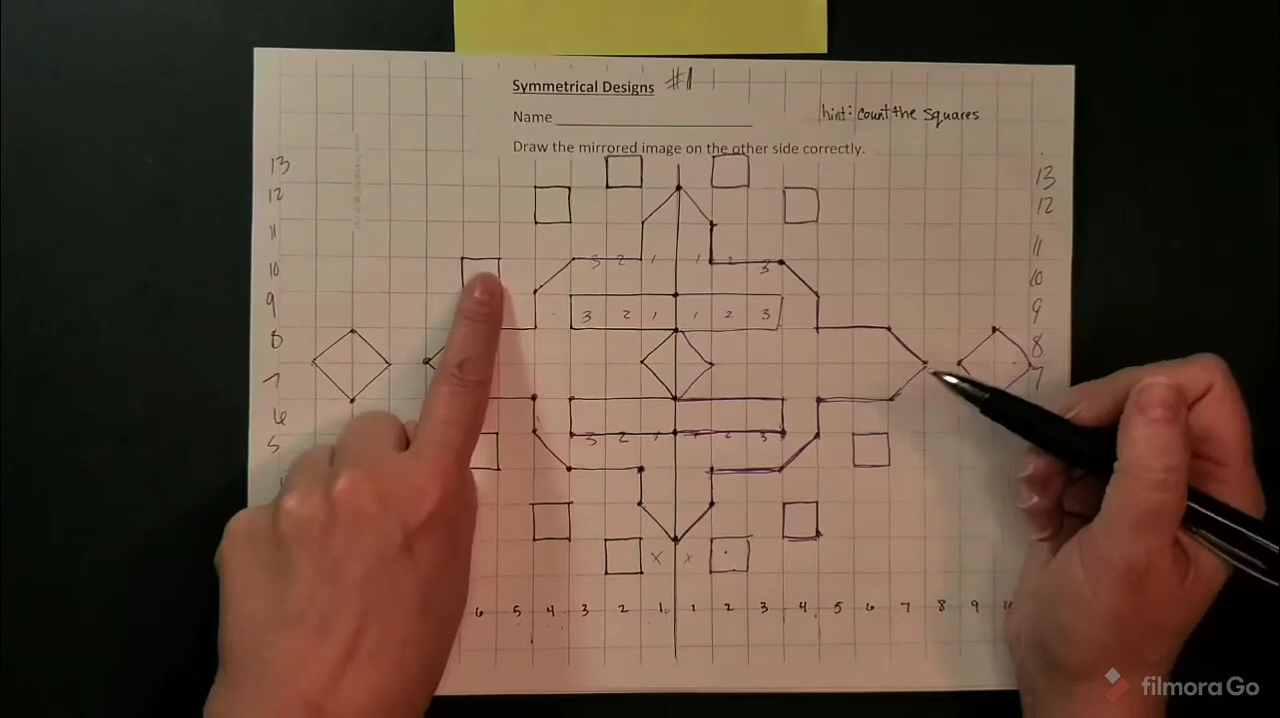 Symmetrical Designs #1
Name
hint: count the squares
Draw the mirrored image on the other side correctly.
13 13
12 12
11 11
10 3 2 1 1 2 3 10
9 3 2 1 1 2 3 9
8 8
7 7
6
5 3 2 1 1 2 3
x x
6 5 4 3 2 1 1 2 3 4 5 6 7 8 9 10
filmora Go